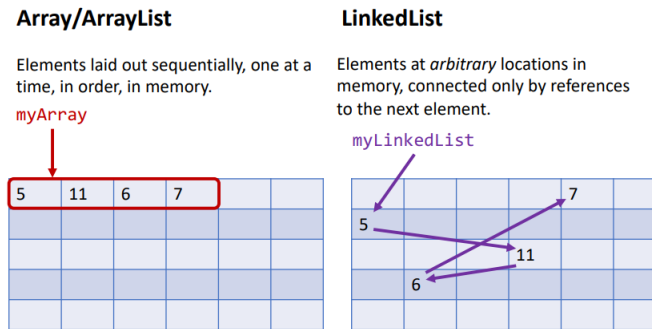 Array/ArrayList
Elements laid out sequentially, one at a
time, in order, in memory.
myArray
5 11 6 7
LinkedList
Elements at arbitrary locations in
memory, connected only by references
to the next element.
myLinkedList
7
5
11
6